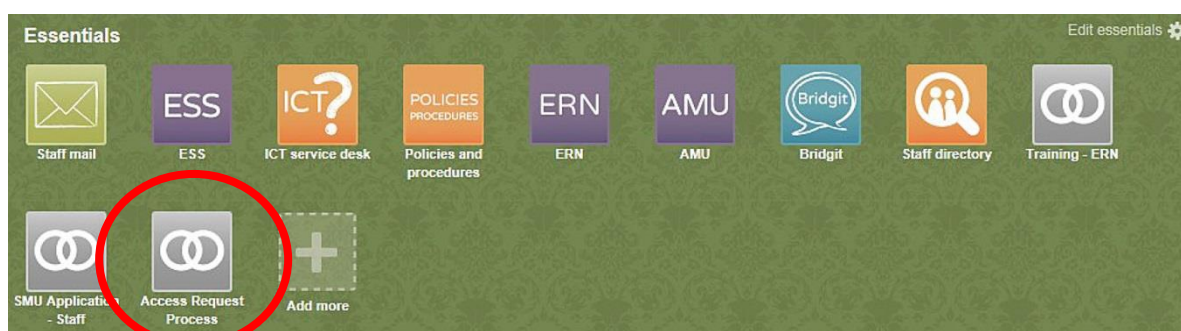 Essentials
Edit essentials
ESS
ICT?
POLICIES
PROCEDURES
ERN
AMU
Bridgit
Staff mail
ESS
ICT service desk
Policies and
procedures
ERN
AMU
Bridgit
Staff directory
Training - ERN
SMU Application
- Staff
Access Request
Process
Add more